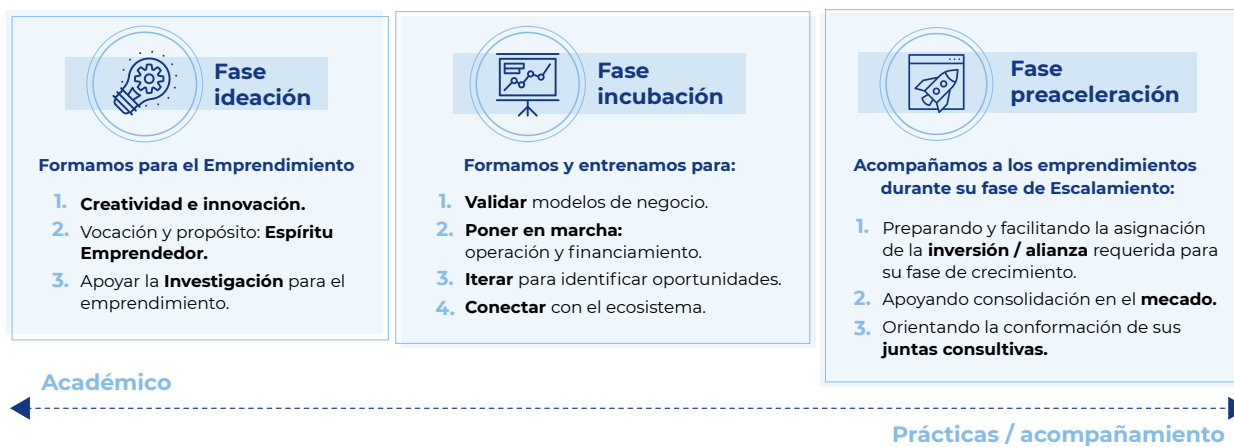 Fase
ideación
Formamos para el Emprendimiento
1. Creatividad e innovación.
2. Vocación y propósito: Espíritu
Emprendedor.
3. Apoyar la Investigación para el
emprendimiento.
Fase
incubación
Formamos y entrenamos para:
1. Validar modelos de negocio.
2. Poner en marcha:
operación y financiamiento.
3. Iterar para identificar oportunidades.
4. Conectar con el ecosistema.
Fase
preaceleración
Acompañamos a los emprendimientos
durante su fase de Escalamiento:
1. Preparando y facilitando la asignación
de la inversión / alianza requerida para
su fase de crecimiento.
2. Apoyando consolidación en el mecado.
3. Orientando la conformación de sus
juntas consultivas.
Académico
Prácticas / acompañamiento